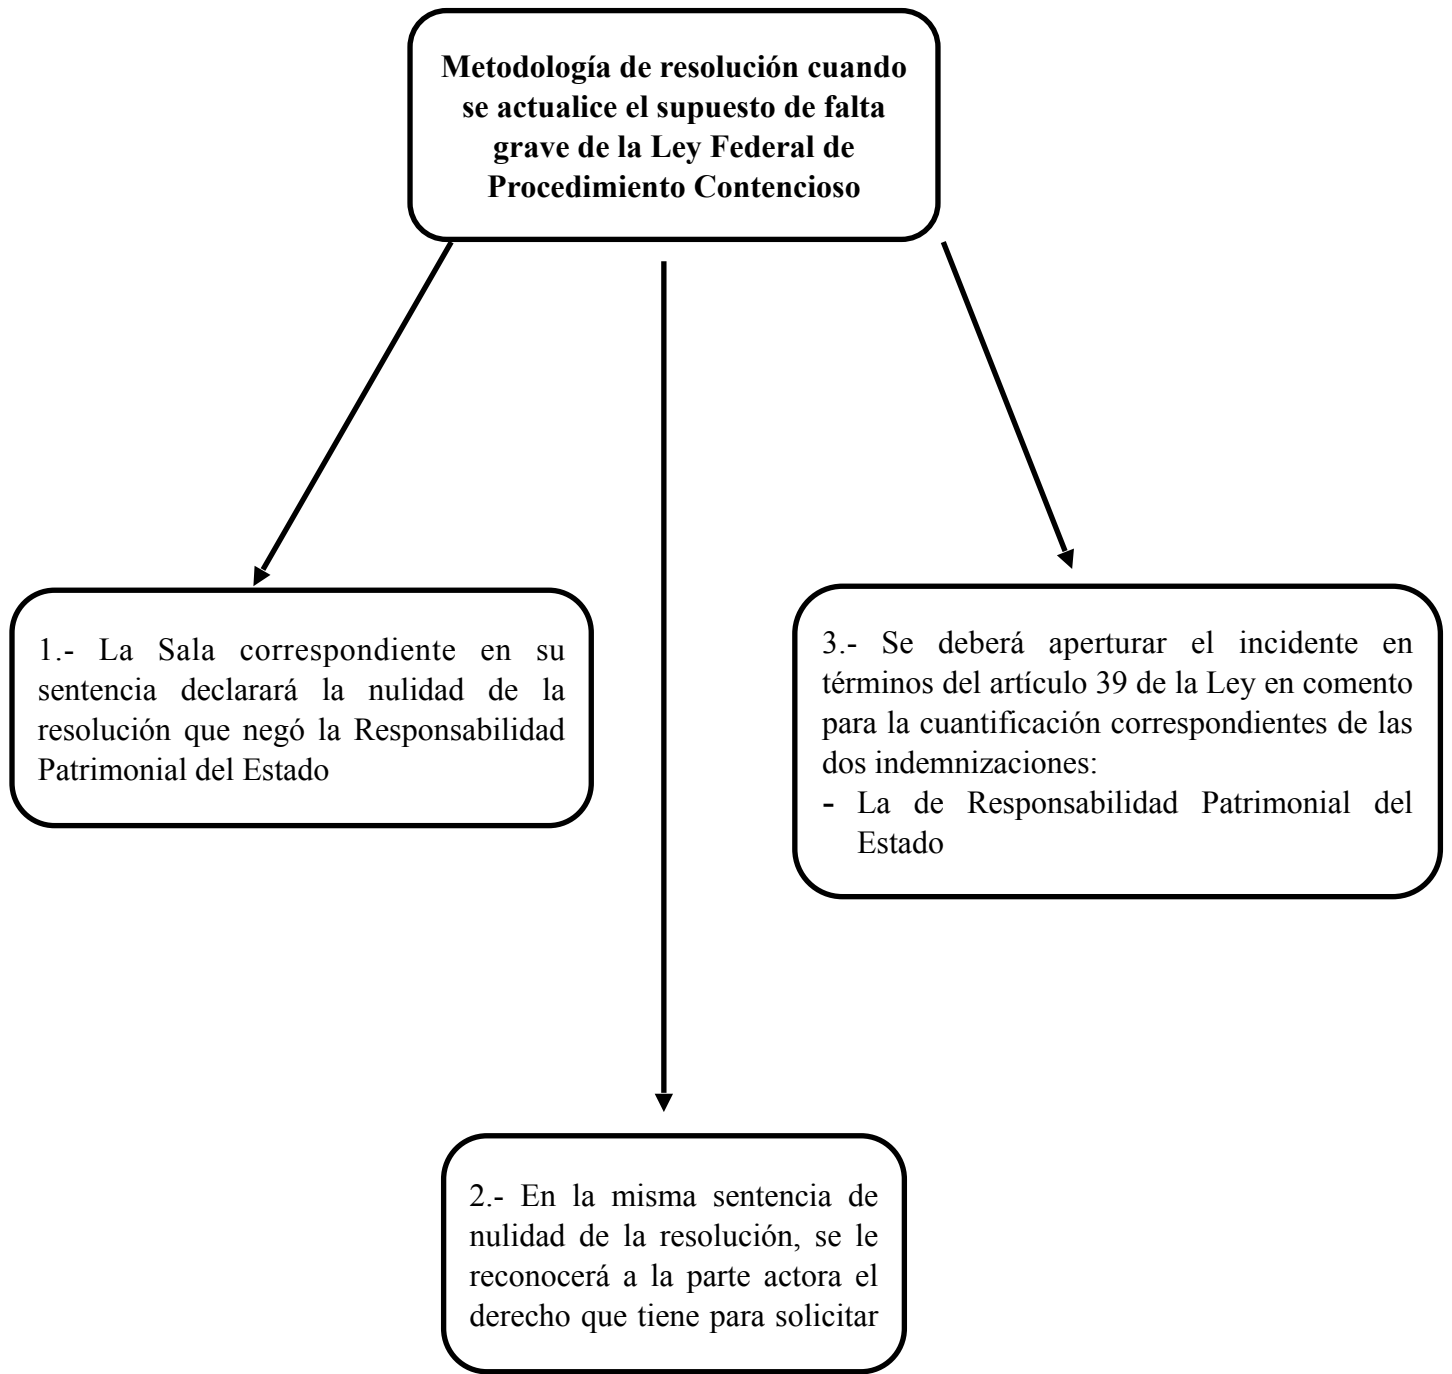 Metodología de resolución cuando
se actualice el supuesto de falta
grave de la Ley Federal de
Procedimiento Contencioso
1.- La Sala correspondiente en su
sentencia declarará la nulidad de la
resolución que negó la Responsabilidad
Patrimonial del Estado
3.- Se deberá aperturar el incidente en
términos del artículo 39 de la Ley en comento
para la cuantificación correspondientes de las
dos indemnizaciones:
- La de Responsabilidad Patrimonial del
Estado
2.- En la misma sentencia de
nulidad de la resolución, se le
reconocerá a la parte actora el
derecho que tiene para solicitar